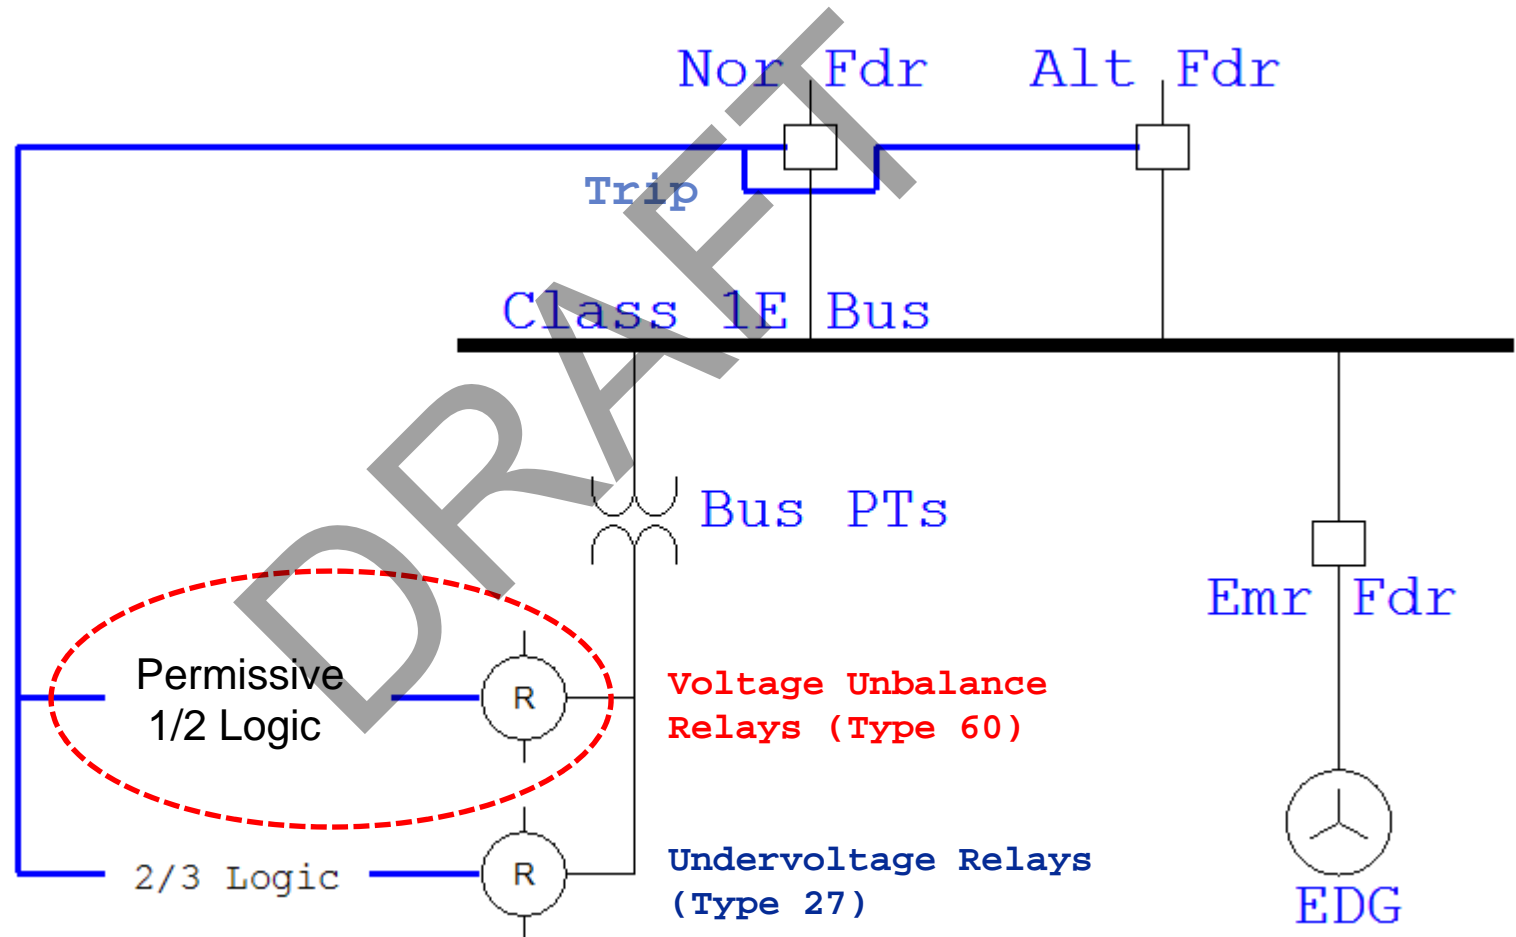 Nor Fdr
Alt Fdr
Trip
Class 1E Bus
DRAFT
Bus PTs
Emr Fdr
Permissive
1/2 Logic
R
Voltage Unbalance
Relays (Type 60)
2/3 Logic
R
Undervoltage Relays
(Type 27)
EDG